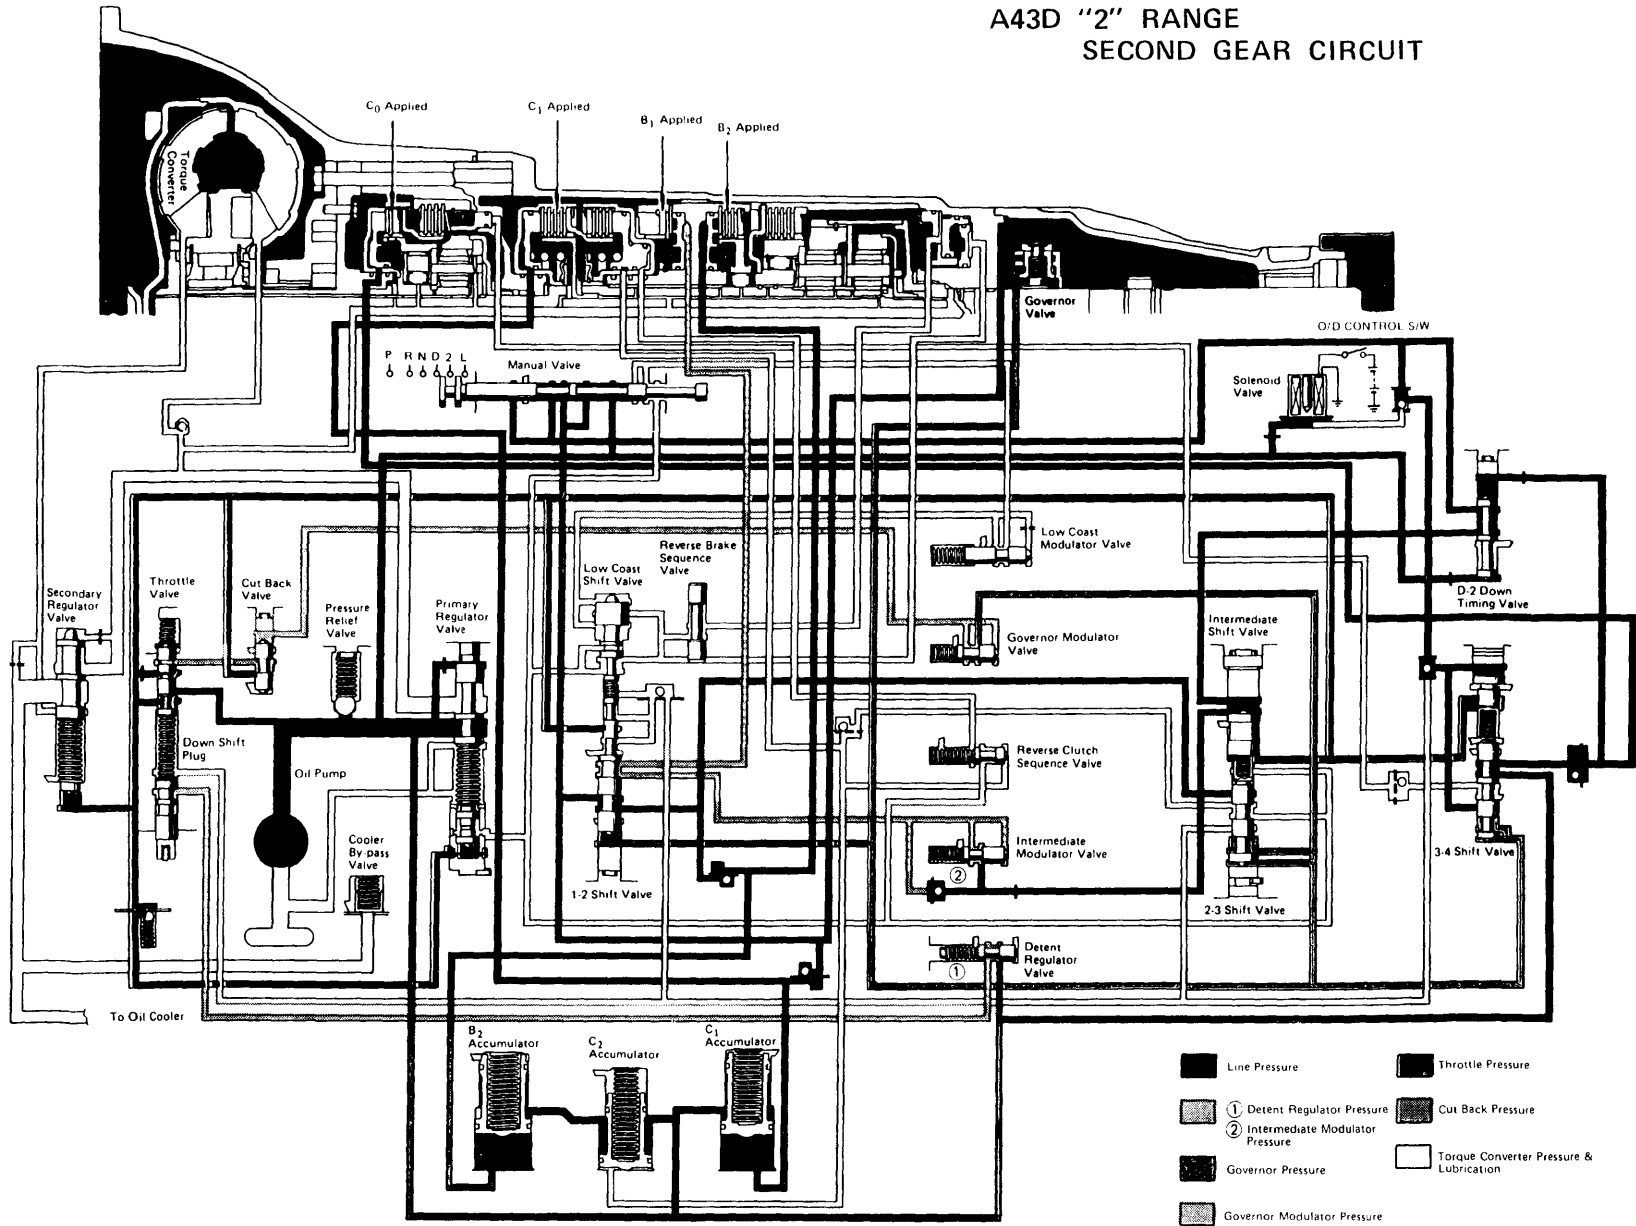 A43D "2" RANGE
SECOND GEAR CIRCUIT
C0 Applied
C1 Applied
B1 Applied
B2 Applied
Torque
Converter
Governor
Valve
O/D CONTROL S/W
P R N D 2 L
Manual Valve
Solenoid
Valve
Low Coast
Modulator Valve
Reverse Brake
Sequence
Valve
Low Coast
Shift Valve
Secondary
Regulator
Valve
Throttle
Valve
Cut Back
Valve
Pressure
Relief
Valve
Primary
Regulator
Valve
D-2 Down
Timing Valve
Governor Modulator
Valve
Intermediate
Shift Valve
Down Shift
Plug
Oil Pump
Reverse Clutch
Sequence Valve
Cooler
By-pass
Valve
Intermediate
Modulator Valve
2
3-4 Shift Valve
1-2 Shift Valve
2-3 Shift Valve
Detent
Regulator
Valve
1
To Oil Cooler
B2
Accumulator
C2
Accumulator
C1
Accumulator
Line Pressure
Throttle Pressure
1 Detent Regulator Pressure
2 Intermediate Modulator
Pressure
Cut Back Pressure
Governor Pressure
Torque Converter Pressure &
Lubrication
Governor Modulator Pressure